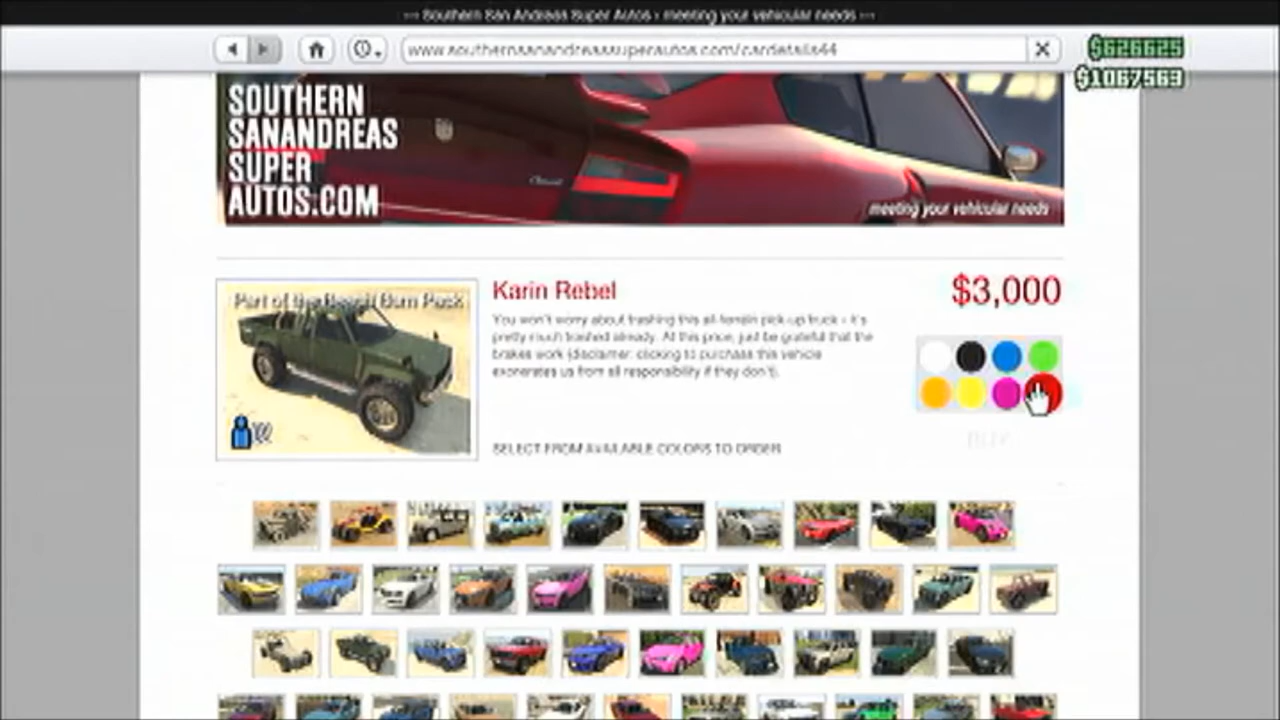 Southern San Andreas Super Autos › meeting your vehicular needs
www.southernsanandreassuperautos.com/cardetails44
$626625
$1067563
SOUTHERN
SANANDREAS
SUPER
AUTOS.COM
meeting your vehicular needs
Part of the Beach Bum Pack
Karin Rebel
$3,000
You won't worry about trashing this all-terrain pick-up truck - it's
pretty much trashed already. At this price, just be grateful that the
brakes work (disclaimer: clicking to purchase this vehicle
exonerates us from all responsibility if they don't).
BUY
SELECT FROM AVAILABLE COLORS TO ORDER